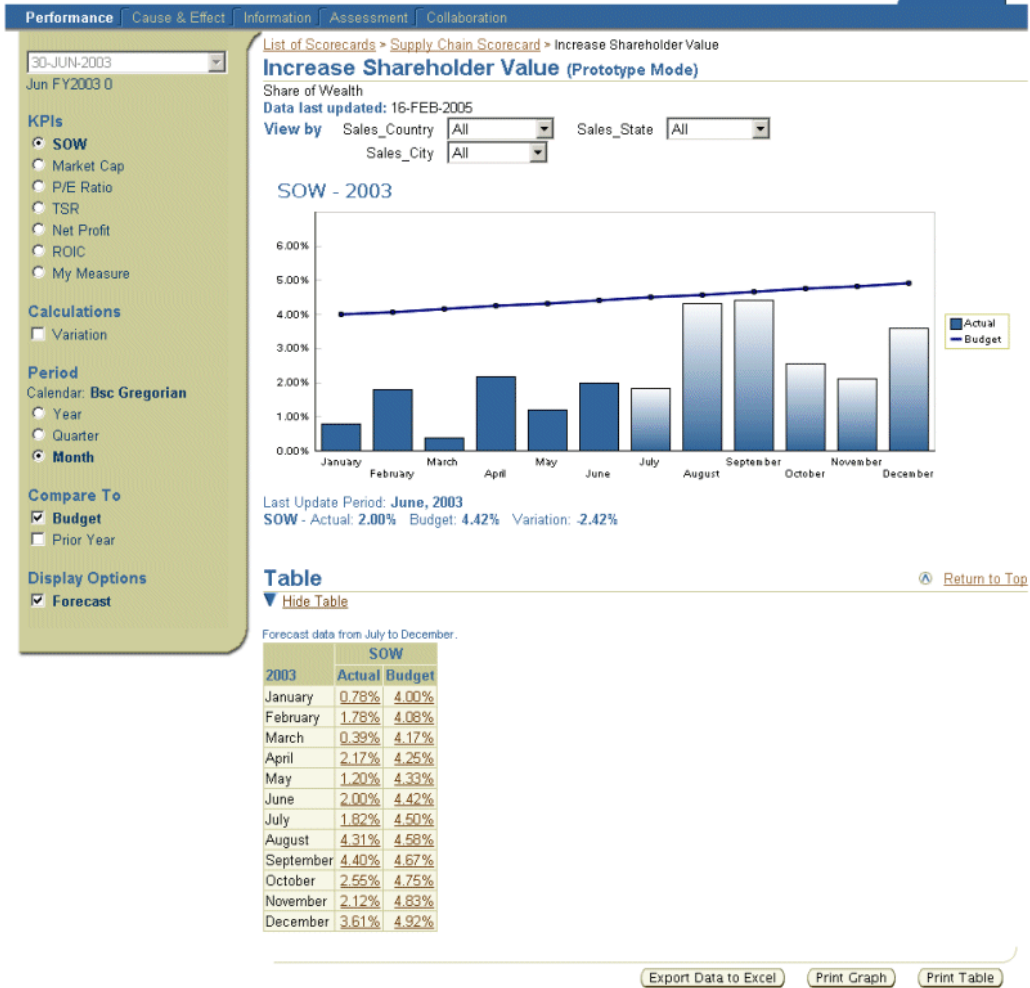 Performance Cause & Effect Information Assessment Collaboration
30-JUN-2003
Jun FY2003 0
KPIs
SOW
Market Cap
P/E Ratio
TSR
Net Profit
ROIC
My Measure
Calculations
Variation
Period
Calendar: Bsc Gregorian
Year
Quarter
Month
Compare To
Budget
Prior Year
Display Options
Forecast
List of Scorecards > Supply Chain Scorecard > Increase Shareholder Value
Increase Shareholder Value (Prototype Mode)
Share of Wealth
Data last updated: 16-FEB-2005
View by Sales_Country All Sales_State All
Sales_City All
SOW - 2003
6.00%
5.00%
4.00%
3.00%
2.00%
1.00%
0.00%
January March May July September November
February April June August October December
Actual
Budget
Last Update Period: June, 2003
SOW - Actual: 2.00% Budget: 4.42% Variation: -2.42%
Table
Return to Top
Hide Table
Forecast data from July to December.
SOW
2003 Actual Budget
January 0.78% 4.00%
February 1.78% 4.08%
March 0.39% 4.17%
April 2.17% 4.25%
May 1.20% 4.33%
June 2.00% 4.42%
July 1.82% 4.50%
August 4.31% 4.58%
September 4.40% 4.67%
October 2.55% 4.75%
November 2.12% 4.83%
December 3.61% 4.92%
Export Data to Excel Print Graph Print Table